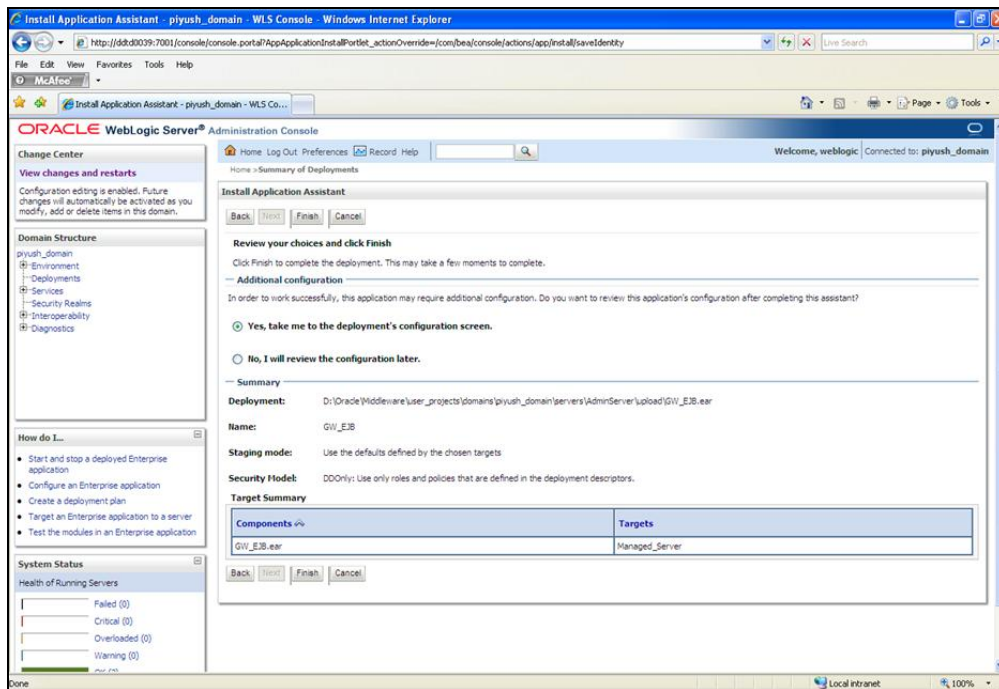 Install Application Assistant - piyush_domain - WLS Console - Windows Internet Explorer
http://ddtd0039:7001/console/console.portal?AppApplicationInstallPortlet_actionOverride=/com/bea/console/actions/app/install/saveIdentity
Live Search
File Edit View Favorites Tools Help
McAfee
Install Application Assistant - piyush_domain - WLS Co...
Page Tools
ORACLE WebLogic Server® Administration Console
Change Center
View changes and restarts
Configuration editing is enabled. Future
changes will automatically be activated as you
modify, add or delete items in this domain.
Domain Structure
piyush_domain
Environment
Deployments
Services
Security Realms
Interoperability
Diagnostics
How do I...
Start and stop a deployed Enterprise
application
Configure an Enterprise application
Create a deployment plan
Target an Enterprise application to a server
Test the modules in an Enterprise application
System Status
Health of Running Servers
Failed (0)
Critical (0)
Overloaded (0)
Warning (0)
Home Log Out Preferences Record Help
Welcome, weblogic Connected to: piyush_domain
Home >Summary of Deployments
Install Application Assistant
Back Next Finish Cancel
Review your choices and click Finish
Click Finish to complete the deployment. This may take a few moments to complete.
Additional configuration
In order to work successfully, this application may require additional configuration. Do you want to review this application's configuration after completing this assistant?
Yes, take me to the deployment's configuration screen.
No, I will review the configuration later.
Summary
Deployment: D:\Oracle\Middleware\user_projects\domains\piyush_domain\servers\AdminServer\upload\GW_EJB.ear
Name: GW_EJB
Staging mode: Use the defaults defined by the chosen targets
Security Model: DDOnly: Use only roles and policies that are defined in the deployment descriptors.
Target Summary
Components Targets
GW_EJB.ear Managed_Server
Back Next Finish Cancel
Done
Local intranet
100%